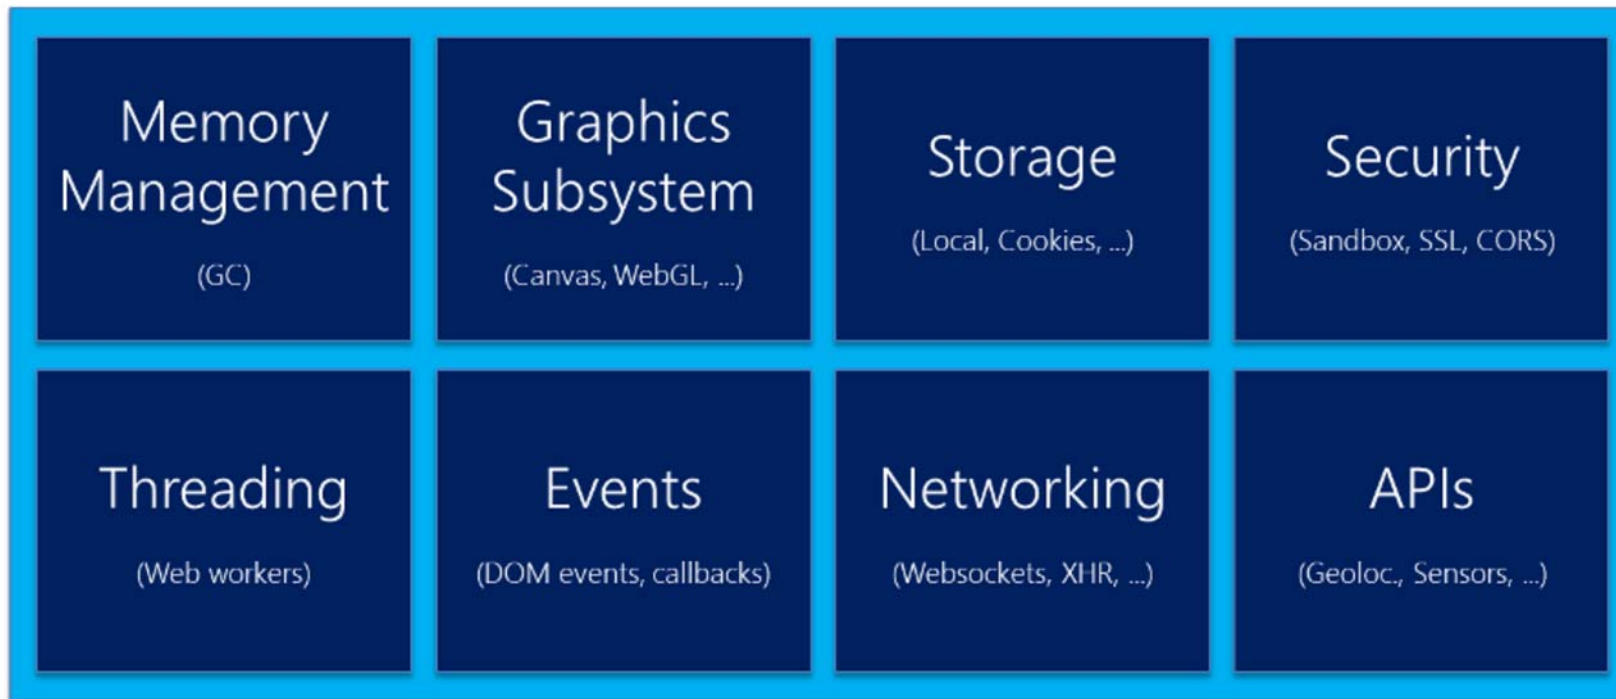 Memory
Management
(GC)
Graphics
Subsystem
(Canvas, WebGL, ...)
Storage
(Local, Cookies, ...)
Security
(Sandbox, SSL, CORS)
Threading
(Web workers)
Events
(DOM events, callbacks)
Networking
(Websockets, XHR, ...)
APIs
(Geoloc., Sensors, ...)